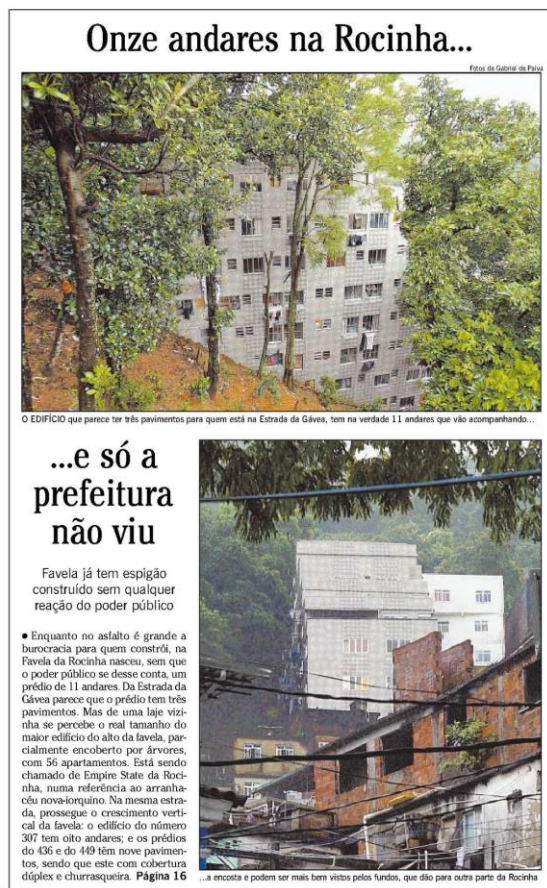 Onze andares na Rocinha...
Fotos de Gabriel de Paiva
O EDIFÍCIO que parece ter três pavimentos para quem está na Estrada da Gávea, tem na verdade 11 andares que vão acompanhando...
...e só a
prefeitura
não viu
Favela já tem espigão
construído sem qualquer
reação do poder público
● Enquanto no asfalto é grande a
burocracia para quem constrói, na
Favela da Rocinha nasceu, sem que
o poder público se desse conta, um
prédio de 11 andares. Da Estrada da
Gávea parece que o prédio tem três
pavimentos. Mas de uma laje vizi-
nha se percebe o real tamanho do
maior edifício do alto da favela, par-
cialmente encoberto por árvores,
com 56 apartamentos. Está sendo
chamado de Empire State da Roci-
nha, numa referência ao arranha-
céu nova-iorquino. Na mesma estra-
da, prossegue o crescimento verti-
cal da favela: o edifício do número
307 tem oito andares; e os prédios
do 436 e do 449 têm nove pavimen-
tos, sendo que este com cobertura
dúplex e churrasqueira. Página 16
...a encosta e podem ser mais bem vistos pelos fundos, que dão para outra parte da Rocinha